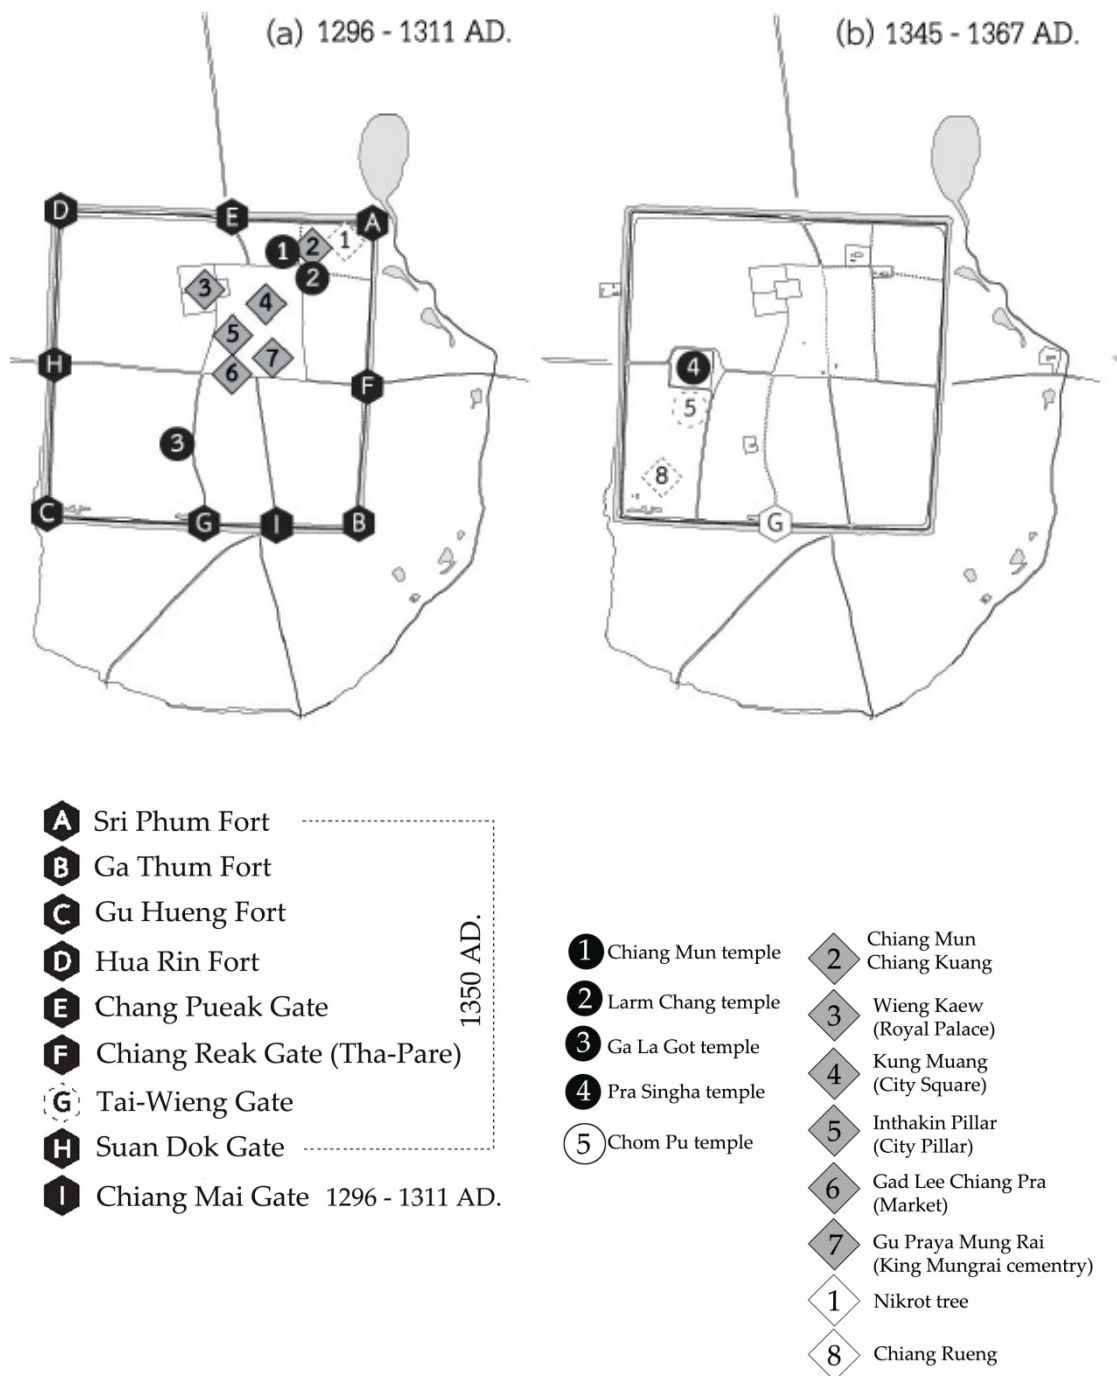 (a) 1296 - 1311 AD.
(b) 1345 - 1367 AD.
D
E
A
1
2
1
2
3
4
5
7
6
H
F
3
C
G
I
B
4
5
8
G
A Sri Phum Fort
B Ga Thum Fort
C Gu Hueng Fort
D Hua Rin Fort
E Chang Pueak Gate
F Chiang Reak Gate (Tha-Pare)
G Tai-Wieng Gate
H Suan Dok Gate
I Chiang Mai Gate 1296 - 1311 AD.
1350 AD.
1 Chiang Mun temple
2 Larm Chang temple
3 Ga La Got temple
4 Pra Singha temple
5 Chom Pu temple
2 Chiang Mun
Chiang Kuang
3 Wieng Kaew
(Royal Palace)
4 Kung Muang
(City Square)
5 Inthakin Pillar
(City Pillar)
6 Gad Lee Chiang Pra
(Market)
7 Gu Praya Mung Rai
(King Mungrai cementry)
1 Nikrot tree
8 Chiang Rueng